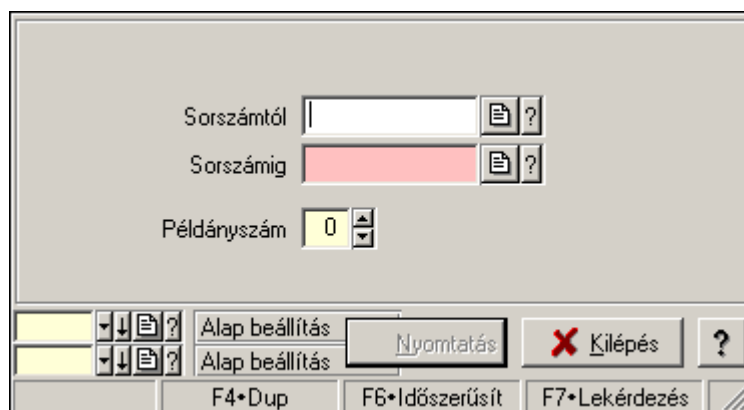 Sorszámtól ?
Sorszámig ?
Példányszám 0
? Alap beállítás
? Alap beállítás
Nyomtatás Kilépés ?
F4•Dup F6•Időszerűsít F7•Lekérdezés